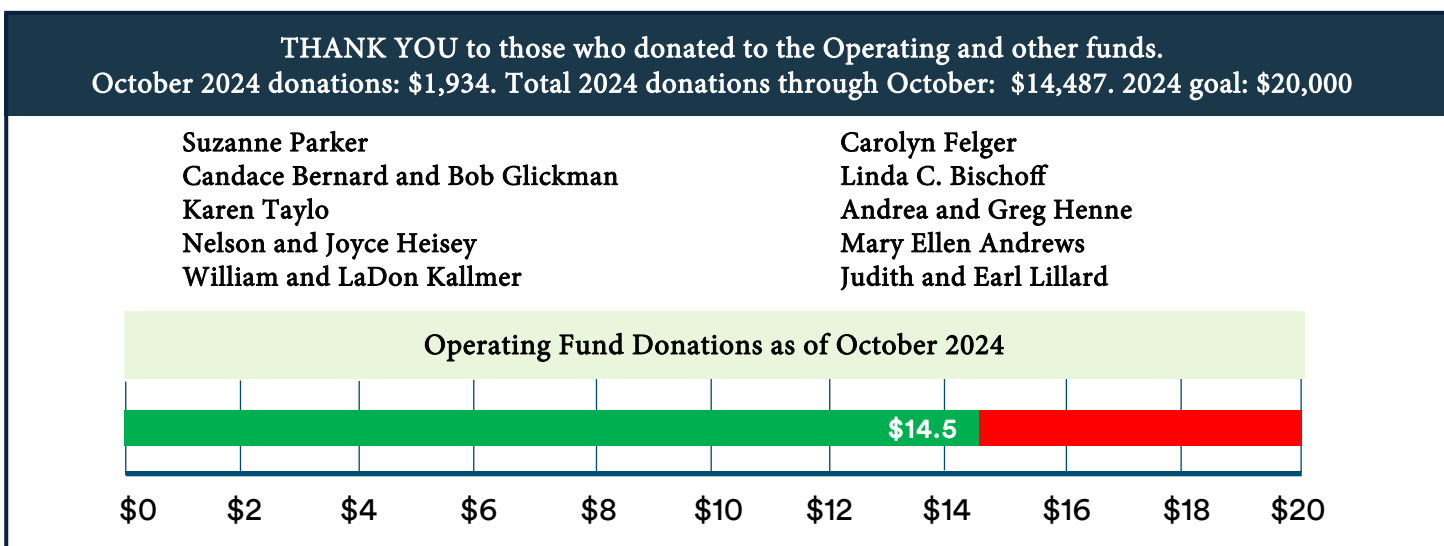 THANK YOU to those who donated to the Operating and other funds.
October 2024 donations: $1,934. Total 2024 donations through October:  $14,487. 2024 goal: $20,000
Suzanne Parker
Candace Bernard and Bob Glickman
Karen Taylo
Nelson and Joyce Heisey
William and LaDon Kallmer
Carolyn Felger
Linda C. Bischoff
Andrea and Greg Henne
Mary Ellen Andrews
Judith and Earl Lillard
Operating Fund Donations as of October 2024
$14.5
$0 $2 $4 $6 $8 $10 $12 $14 $16 $18 $20